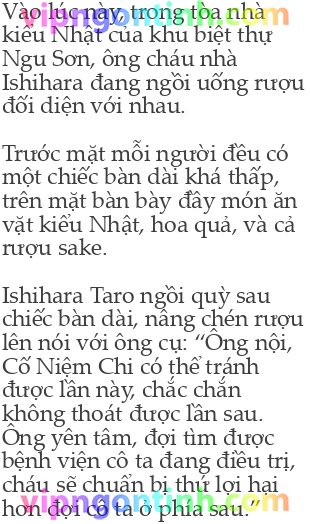 Vào lúc này, trong tòa nhà
vipngontinh.com
kiểu Nhật của khu biệt thự
Ngu Sơn, ông cháu nhà
Ishihara đang ngồi uống rượu
đối diện với nhau.
Trước mặt mỗi người đều có
một chiếc bàn dài khá thấp,
trên mặt bàn bày đầy món ăn
vặt kiểu Nhật, hoa quả, và cả
rượu sake.
Ishihara Taro ngồi quỳ sau
chiếc bàn dài, nâng chén rượu
lên nói với ông cụ: “Ông nội,
Cố Niệm Chi có thể tránh
được lần này, chắc chắn
không thoát được lần sau.
Ông yên tâm, đợi tìm được
bệnh viện cô ta đang điều trị,
cháu sẽ chuẩn bị thứ lợi hại
hơn đợi cô ta ở phía sau.”
vipngontinh.com